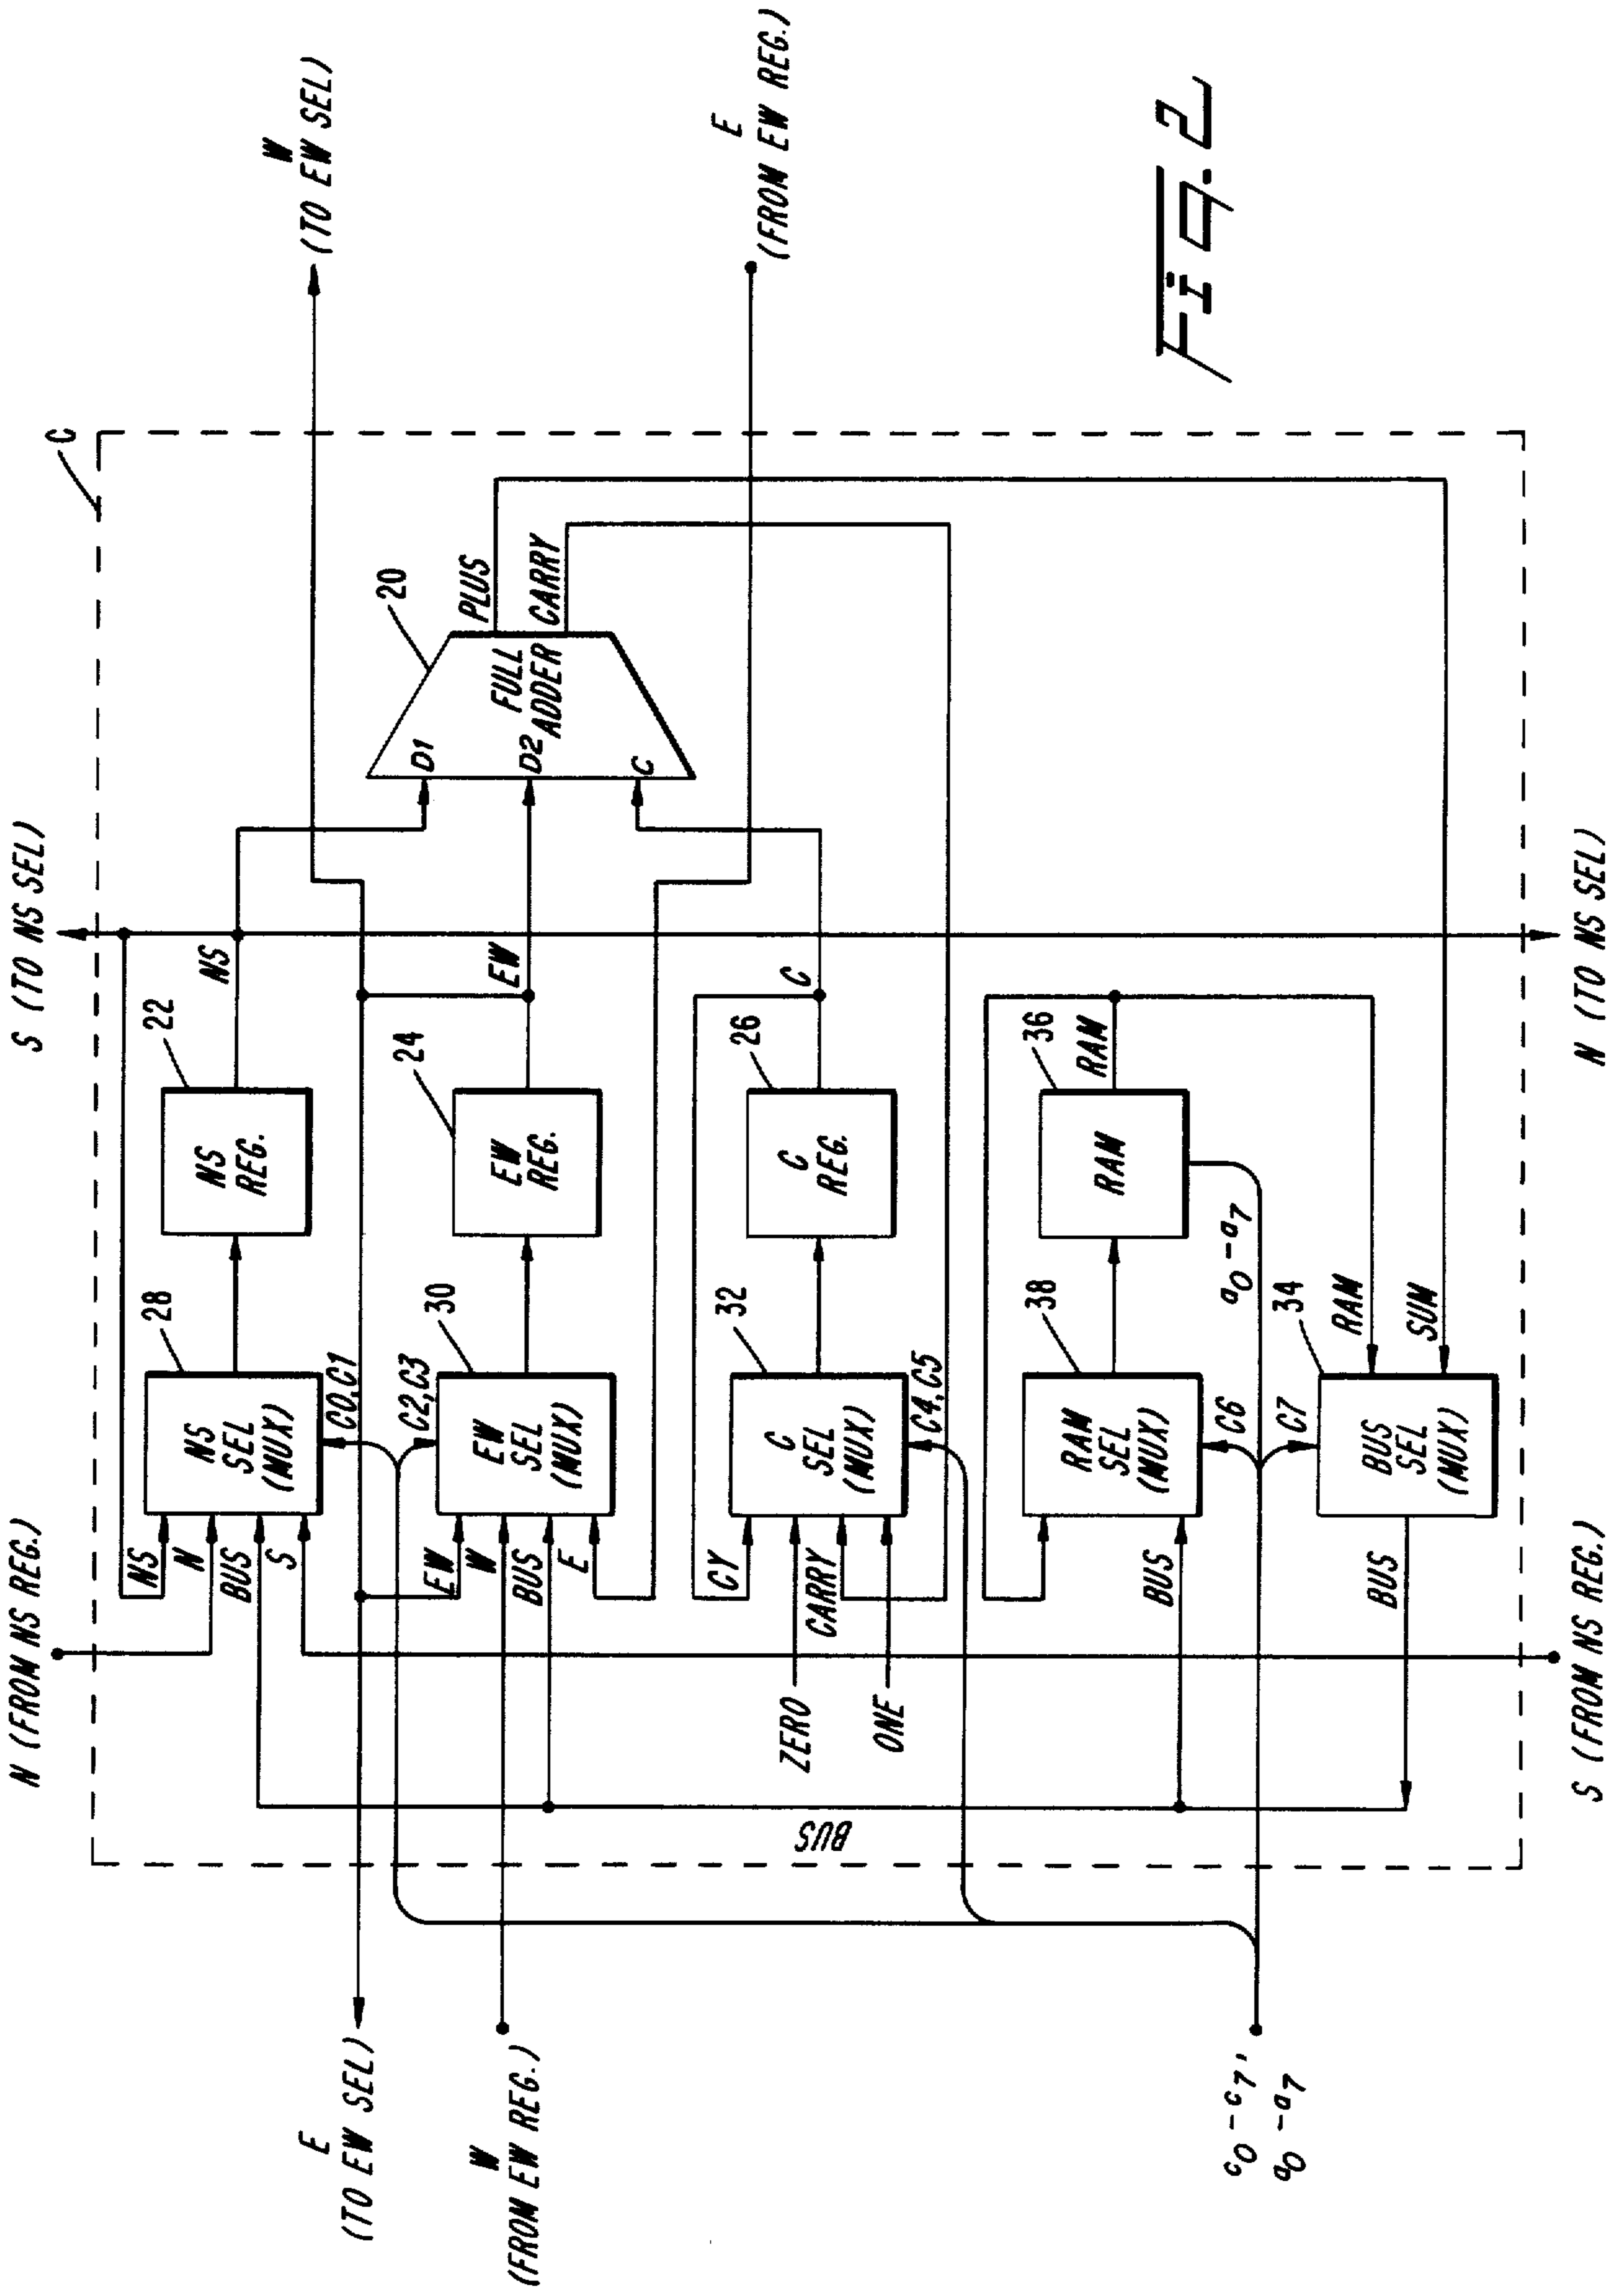 N (FROM NS REG.)
S (TO NS SEL)
C
NS
N
BUS
S
28
NS
SEL
(MUX)
C0,C1
22
NS
REG.
NS
W
(TO EW SEL)
E
(TO EW SEL)
EW
W
BUS
E
C2,C3
30
EW
SEL
(MUX)
24
EW
REG.
EW
20
D1
D2
C
FULL
ADDER
PLUS
CARRY
W
(FROM EW REG.)
E
(FROM EW REG.)
CY
ZERO
CARRY
ONE
32
C
SEL
(MUX)
C4,C5
26
C
REG.
C
BUS
BUS
38
RAM
SEL
(MUX)
C6
36
RAM
RAM
a0-a7
C7
34
BUS
SEL
(MUX)
RAM
SUM
BUS
c0-c7,
a0-a7
S (FROM NS REG.)
N (TO NS SEL)
Fig. 2